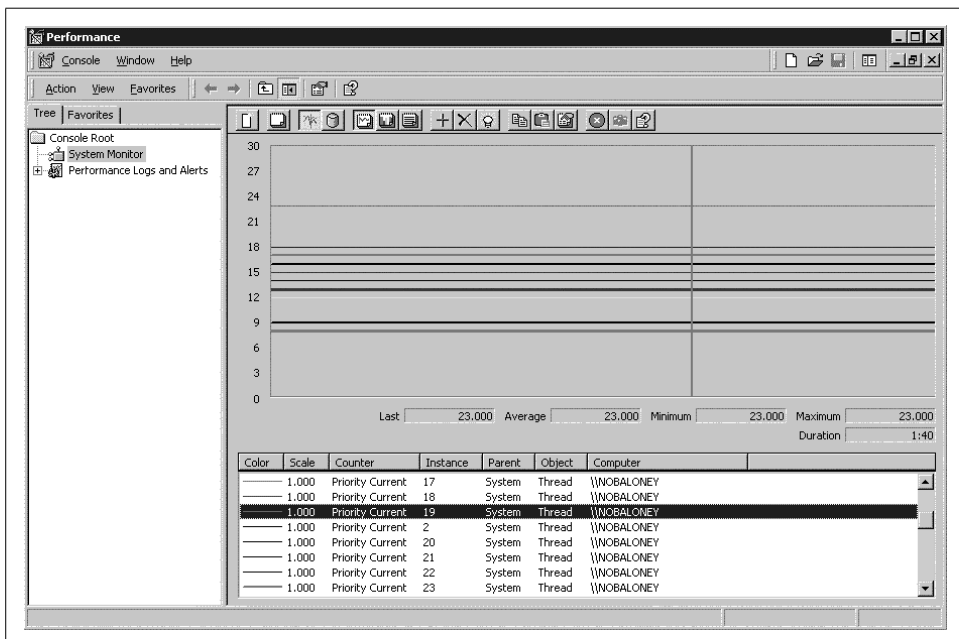 Performance
Console Window Help
Action View Favorites
Tree Favorites
Console Root
System Monitor
Performance Logs and Alerts
30
27
24
21
18
15
12
9
6
3
0
Last 23.000 Average 23.000 Minimum 23.000 Maximum 23.000
Duration 1:40
Color Scale Counter Instance Parent Object Computer
1.000 Priority Current 17 System Thread \\NOBALONEY
1.000 Priority Current 18 System Thread \\NOBALONEY
1.000 Priority Current 19 System Thread \\NOBALONEY
1.000 Priority Current 2 System Thread \\NOBALONEY
1.000 Priority Current 20 System Thread \\NOBALONEY
1.000 Priority Current 21 System Thread \\NOBALONEY
1.000 Priority Current 22 System Thread \\NOBALONEY
1.000 Priority Current 23 System Thread \\NOBALONEY